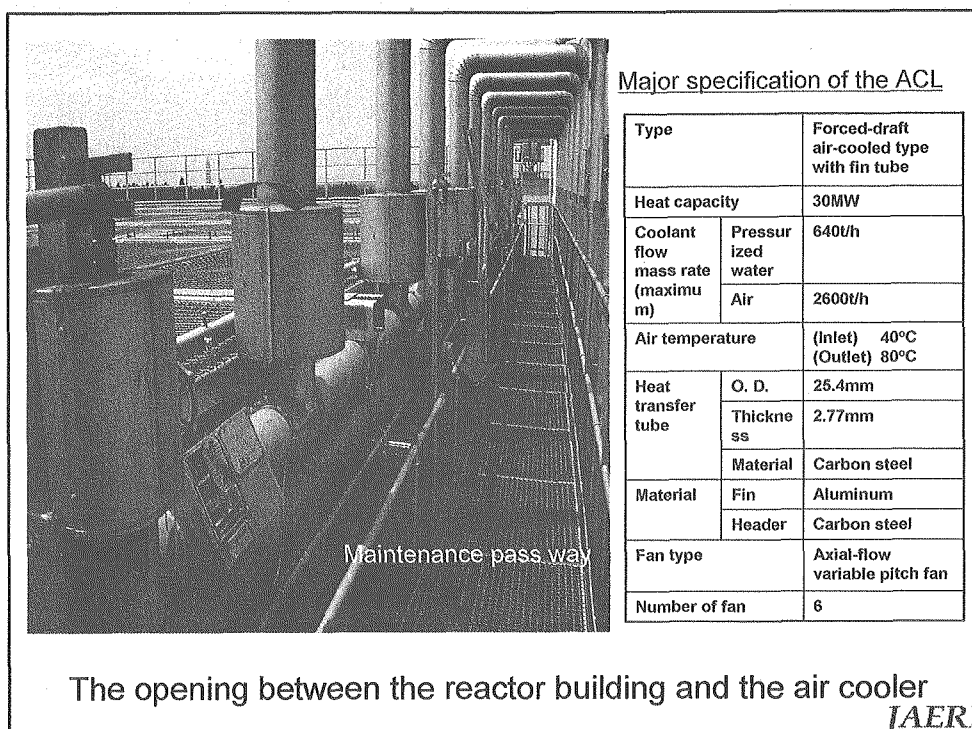 Major specification of the ACL
Type
Forced-draft
air-cooled type
with fin tube
Heat capacity
30MW
Coolant
flow
mass rate
(maximu
m)
Pressur
ized
water
640t/h
Air
2600t/h
Air temperature
(Inlet) 40°C
(Outlet) 80°C
Heat
transfer
tube
O. D.
25.4mm
Thickne
ss
2.77mm
Material
Carbon steel
Material
Fin
Aluminum
Header
Carbon steel
Fan type
Axial-flow
variable pitch fan
Number of fan
6
Maintenance pass way
The opening between the reactor building and the air cooler
JAERI